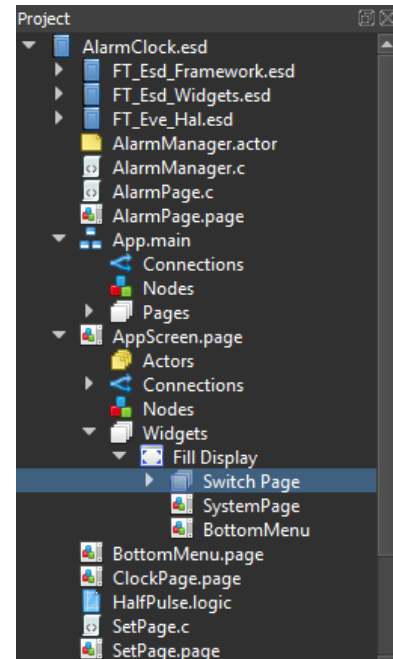 Project
AlarmClock.esd
FT_Esd_Framework.esd
FT_Esd_Widgets.esd
FT_Eve_Hal.esd
AlarmManager.actor
AlarmManager.c
AlarmPage.c
AlarmPage.page
App.main
Connections
Nodes
Pages
AppScreen.page
Actors
Connections
Nodes
Widgets
Fill Display
Switch Page
SystemPage
BottomMenu
BottomMenu.page
ClockPage.page
HalfPulse.logic
SetPage.c
SetPage.page